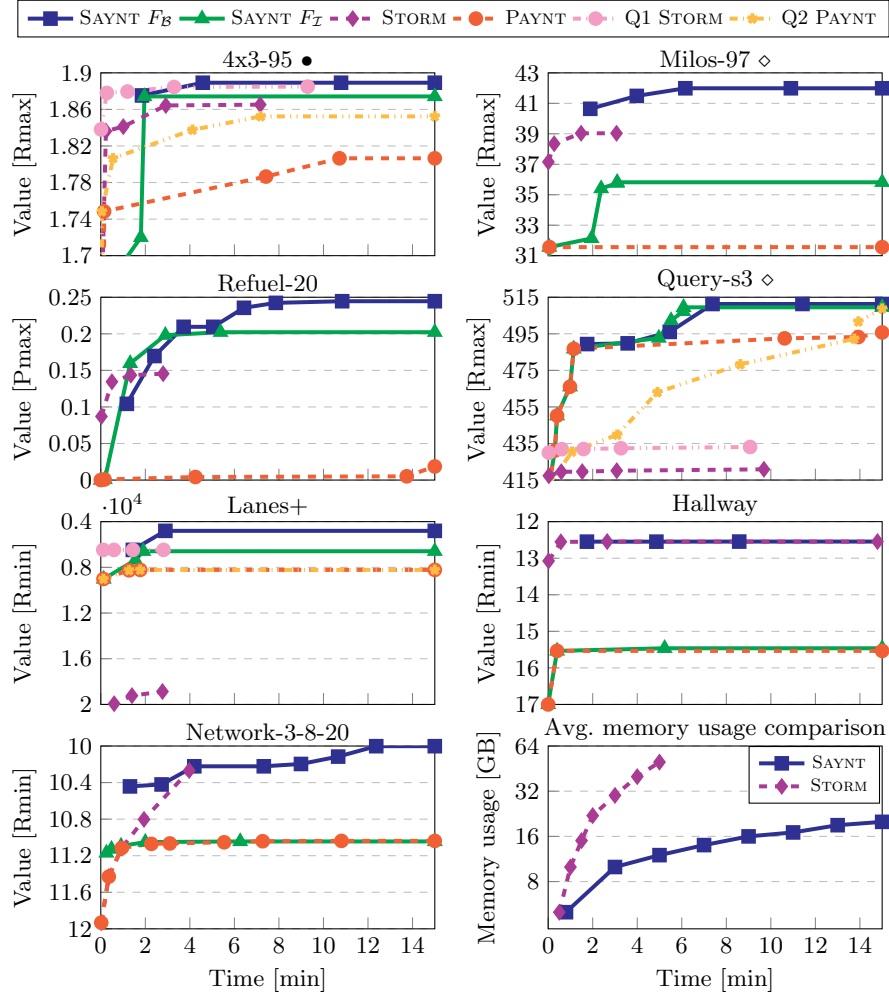 SAYNT F_B SAYNT F_I STORM PAYNT Q1 STORM Q2 PAYNT
4x3-95 ● Milos-97 ◇
Value [Rmax]
1.9
1.86
1.82
1.78
1.74
1.7
Value [Rmax]
43
41
39
37
35
33
31
Refuel-20 Query-s3 ◇
Value [Pmax]
0.25
0.2
0.15
0.1
0.05
0
Value [Rmax]
515
495
475
455
435
415
Lanes+ Hallway
·10⁴
Value [Rmin]
0.4
0.8
1.2
1.6
2
Value [Rmin]
12
13
14
15
16
17
Network-3-8-20 Avg. memory usage comparison
Value [Rmin]
10
10.4
10.8
11.2
11.6
12
0 2 4 6 8 10 12 14
Time [min]
Memory usage [GB]
64
32
16
8
SAYNT
STORM
0 2 4 6 8 10 12 14
Time [min]